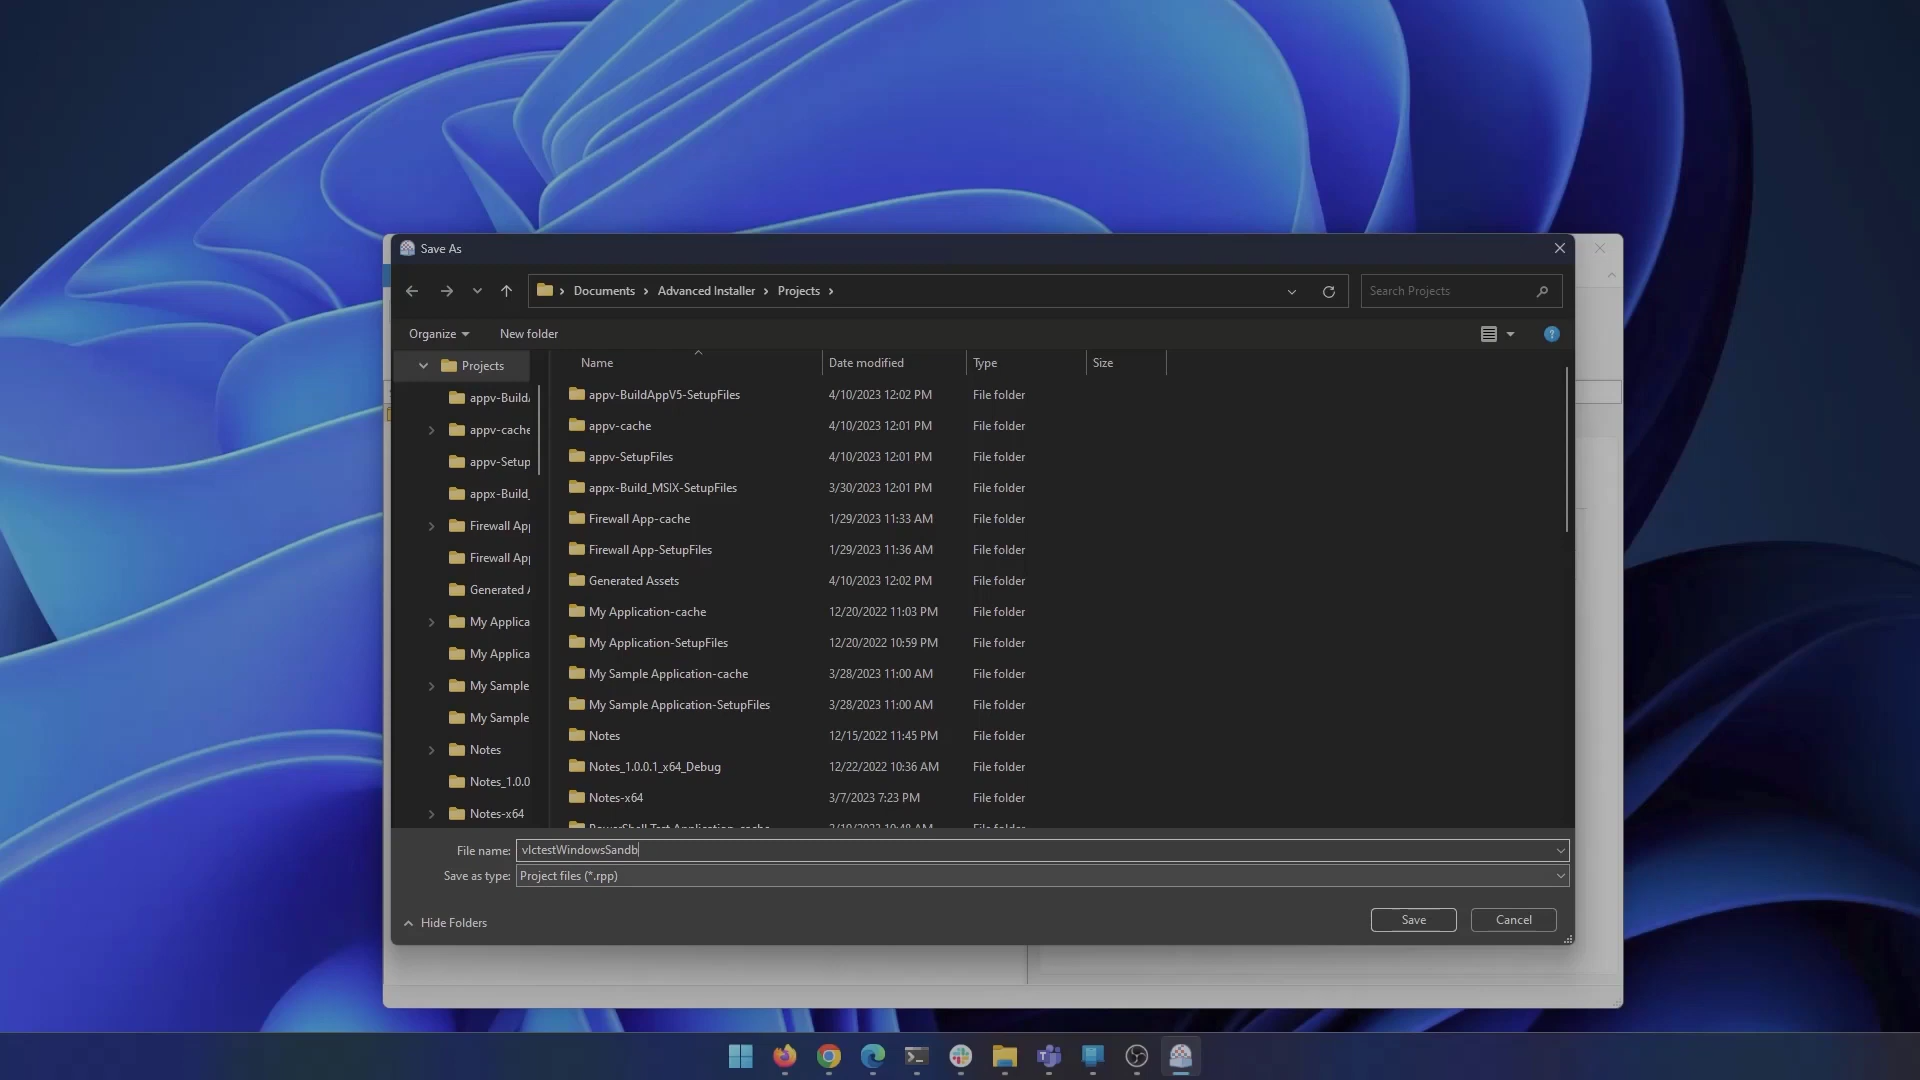 Save As
Documents Advanced Installer Projects
Search Projects
Organize New folder
Name Date modified Type Size
Projects
appv-Build
appv-cache
appv-Setup
appx-Build_
Firewall Ap
Firewall Ap
Generated
My Applica
My Applica
My Sample
My Sample
Notes
Notes_1.0.0
Notes-x64
appv-BuildAppV5-SetupFiles 4/10/2023 12:02 PM File folder
appv-cache 4/10/2023 12:01 PM File folder
appv-SetupFiles 4/10/2023 12:01 PM File folder
appx-Build_MSIX-SetupFiles 3/30/2023 12:01 PM File folder
Firewall App-cache 1/29/2023 11:33 AM File folder
Firewall App-SetupFiles 1/29/2023 11:36 AM File folder
Generated Assets 4/10/2023 12:02 PM File folder
My Application-cache 12/20/2022 11:03 PM File folder
My Application-SetupFiles 12/20/2022 10:59 PM File folder
My Sample Application-cache 3/28/2023 11:00 AM File folder
My Sample Application-SetupFiles 3/28/2023 11:00 AM File folder
Notes 12/15/2022 11:45 PM File folder
Notes_1.0.0.1_x64_Debug 12/22/2022 10:36 AM File folder
Notes-x64 3/7/2023 7:23 PM File folder
File name: vlctestWindowsSandb
Save as type: Project files (*.rpp)
Hide Folders
Save Cancel